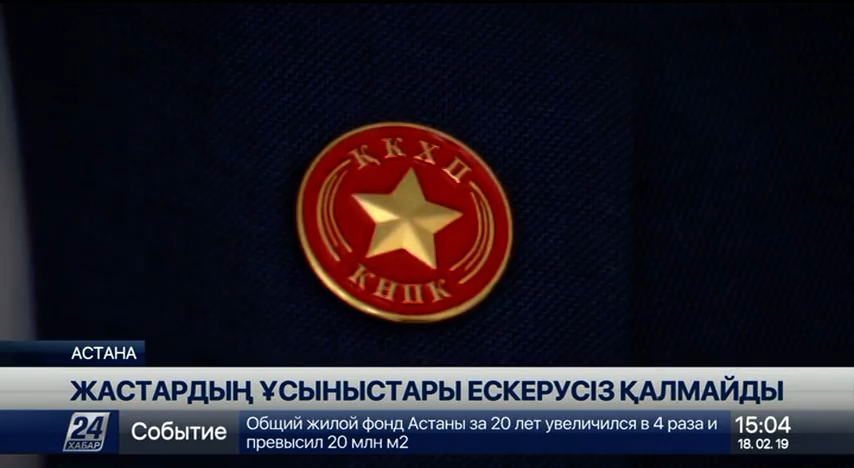 ҚКХП
КНПК
АСТАНА
ЖАСТАРДЫҢ ҰСЫНЫСТАРЫ ЕСКЕРУСІЗ ҚАЛМАЙДЫ
24
ХАБАР
Событие
Общий жилой фонд Астаны за 20 лет увеличился в 4 раза и
превысил 20 млн м2
15:04
18.02.19